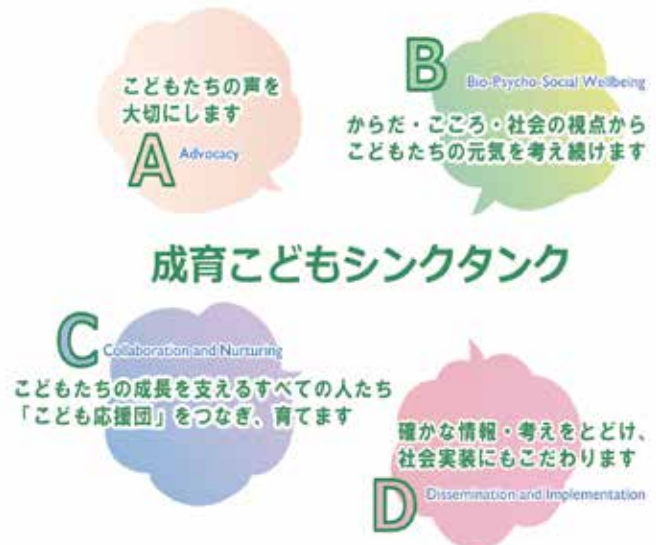 こどもたちの声を
大切にします
A Advocacy
B Bio-Psycho-Social Wellbeing
からだ・こころ・社会の視点から
こどもたちの元気を考え続けます
成育こどもシンクタンク
C Collaboration and Nurturing
こどもたちの成長を支えるすべての人たち
「こども応援団」をつなぎ、育てます
確かな情報・考えをとどけ、
社会実装にもこだわります
D Dissemination and Implementation